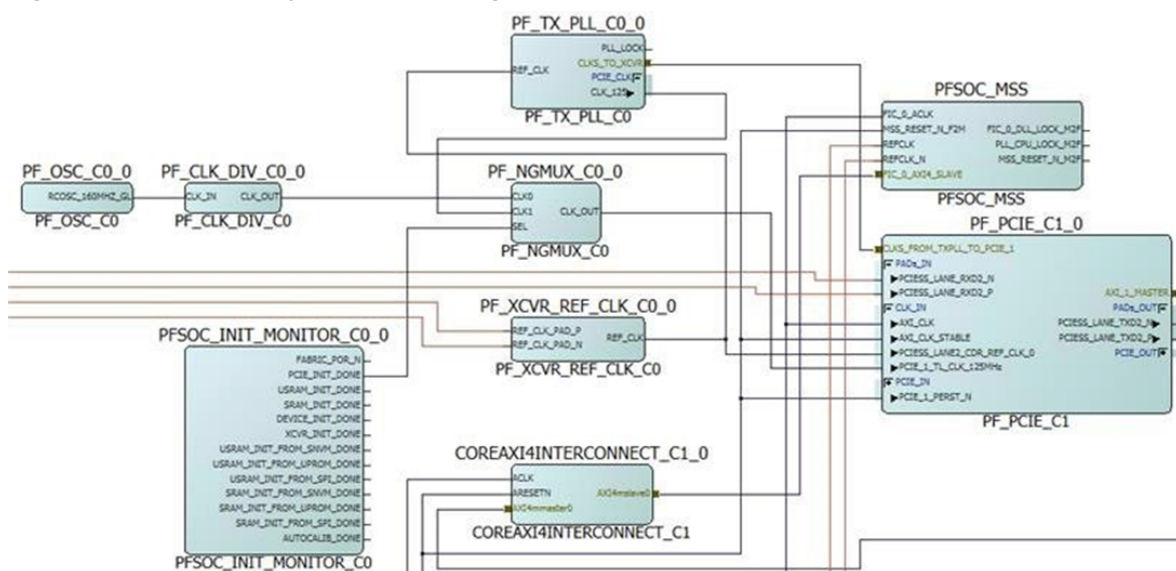 PF_TX_PLL_C0_0
PLL_LOCK
CLKS_TO_XCVR
REF_CLK
PCIE_CLK
CLK_125
PF_TX_PLL_C0
PFSOC_MSS
FIC_0_ACLK
MSS_RESET_N_F2M
FIC_0_DLL_LOCK_M2F
REFCLK
PLL_CPU_LOCK_M2F
REFCLK_N
MSS_RESET_N_M2F
FIC_0_AXI4_SLAVE
PFSOC_MSS
PF_OSC_C0_0
RCOSC_160MHZ_GL
PF_OSC_C0
PF_CLK_DIV_C0_0
CLK_IN
CLK_OUT
PF_CLK_DIV_C0
PF_NGMUX_C0_0
CLK0
CLK1
CLK_OUT
SEL
PF_NGMUX_C0
PF_PCIE_C1_0
CLKS_FROM_TXPLL_TO_PCIE_1
PADs_IN
PCIESS_LANE_RXD2_N
PCIESS_LANE_RXD2_P
AXI_1_MASTER
CLK_IN
PADs_OUT
AXI_CLK
PCIESS_LANE_TXD2_N
AXI_CLK_STABLE
PCIESS_LANE_TXD2_P
PCIESS_LANE2_CDR_REF_CLK_0
PCIE_OUT
PCIE_1_TL_CLK_125MHz
PCIE_IN
PCIE_1_PERST_N
PF_PCIE_C1
PF_XCVR_REF_CLK_C0_0
REF_CLK_PAD_P
REF_CLK_PAD_N
REF_CLK
PF_XCVR_REF_CLK_C0
PFSOC_INIT_MONITOR_C0_0
FABRIC_POR_N
PCIE_INIT_DONE
USRAM_INIT_DONE
SRAM_INIT_DONE
DEVICE_INIT_DONE
XCVR_INIT_DONE
USRAM_INIT_FROM_SNVM_DONE
USRAM_INIT_FROM_UPROM_DONE
USRAM_INIT_FROM_SPI_DONE
SRAM_INIT_FROM_SNVM_DONE
SRAM_INIT_FROM_UPROM_DONE
SRAM_INIT_FROM_SPI_DONE
AUTOCALIB_DONE
PFSOC_INIT_MONITOR_C0
COREAXI4INTERCONNECT_C1_0
ACLK
ARESETN
AXI4mslave0
AXI4mmaster0
COREAXI4INTERCONNECT_C1